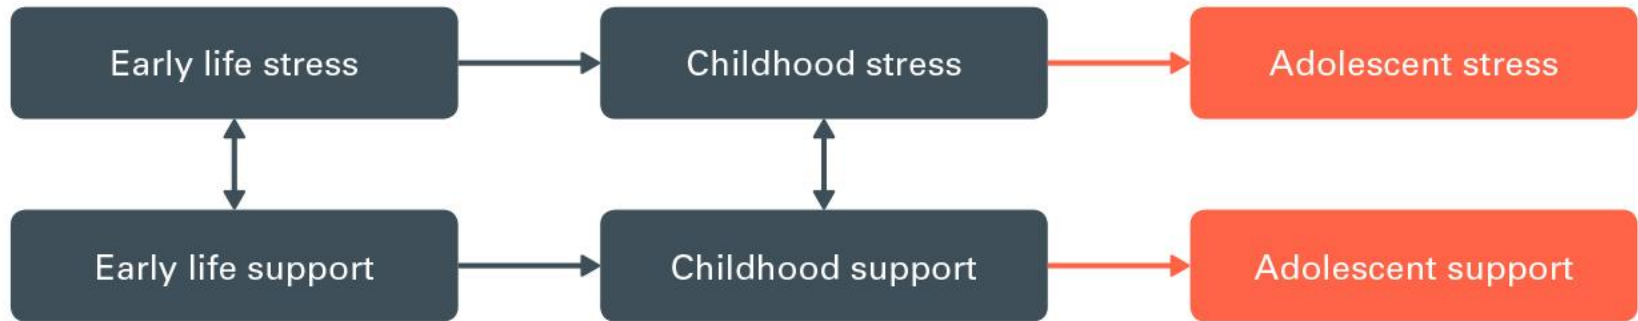 Early life stress
Childhood stress
Adolescent stress
Early life support
Childhood support
Adolescent support